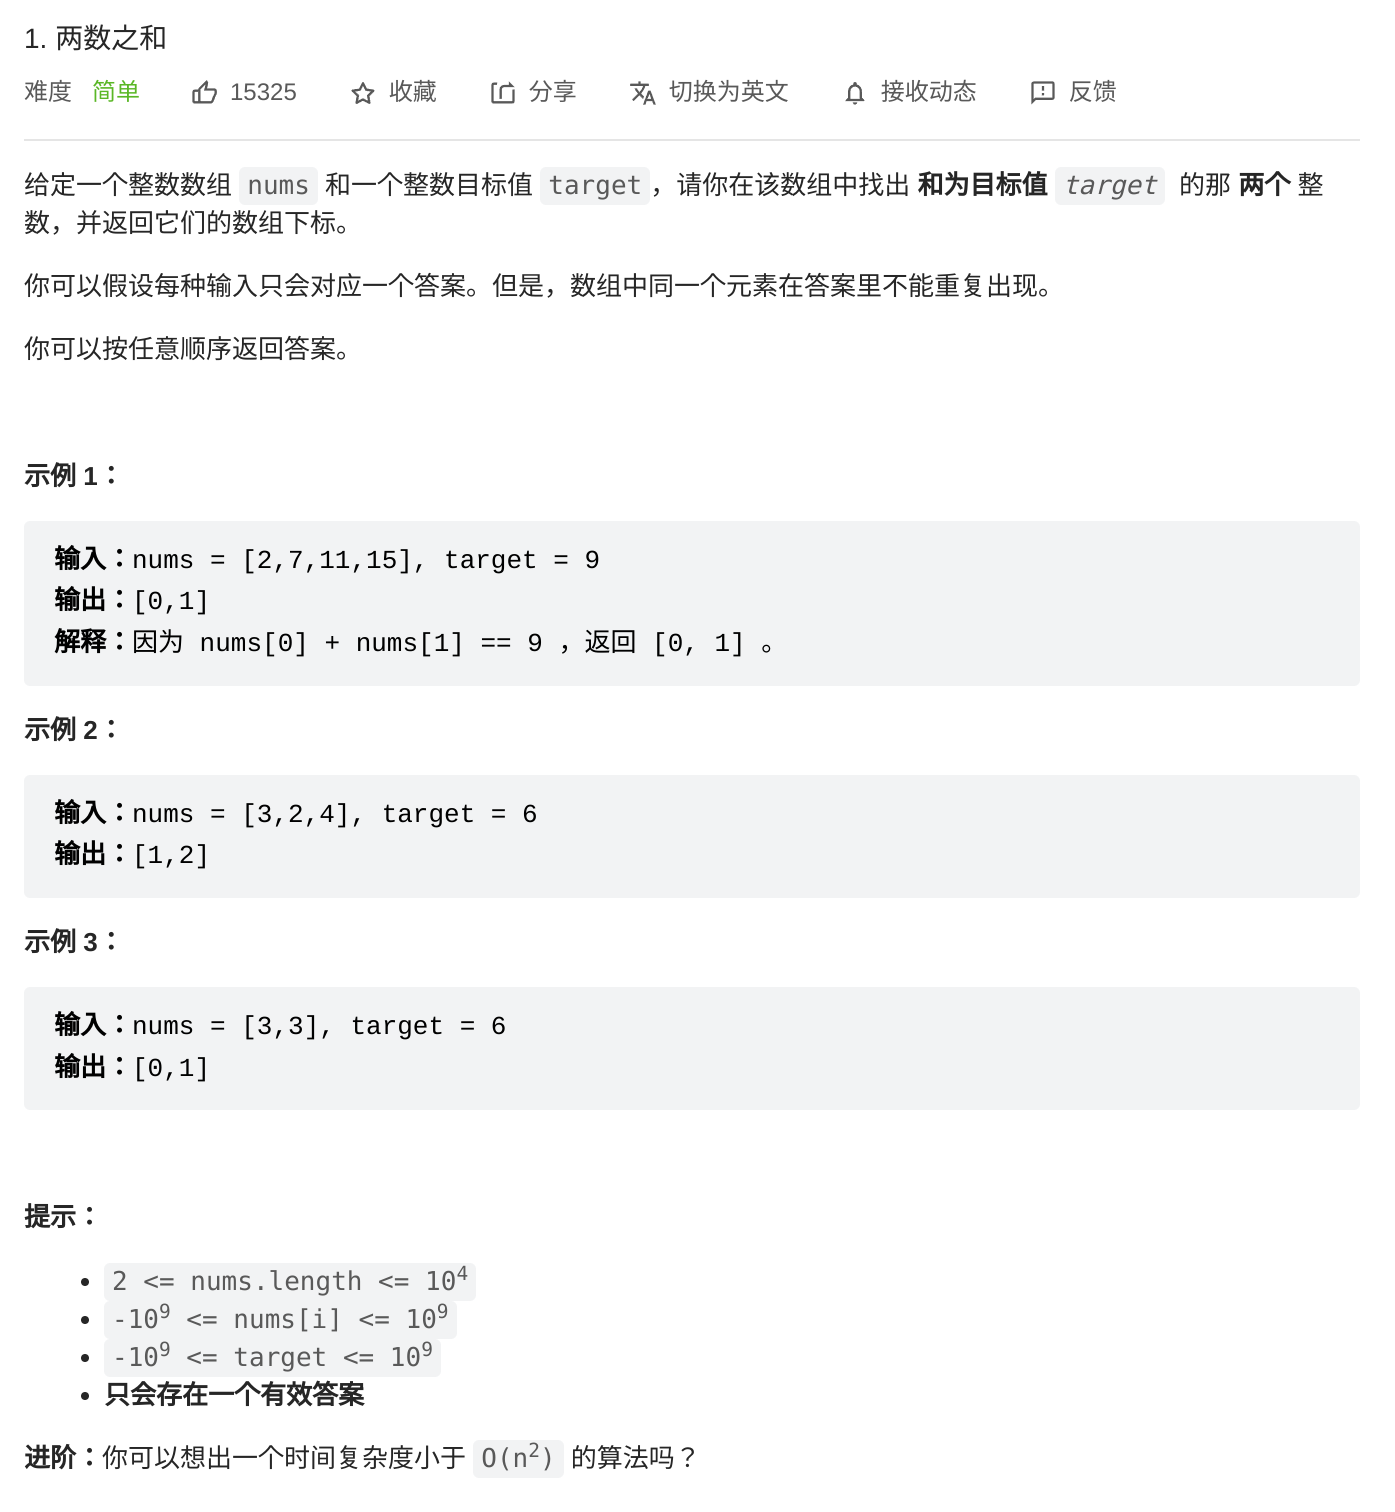 1. 两数之和
难度 简单 15325 收藏 分享 切换为英文 接收动态 反馈
给定一个整数数组 nums 和一个整数目标值 target，请你在该数组中找出 和为目标值 target 的那 两个 整
数，并返回它们的数组下标。
你可以假设每种输入只会对应一个答案。但是，数组中同一个元素在答案里不能重复出现。
你可以按任意顺序返回答案。
示例 1：
输入：nums = [2,7,11,15], target = 9
输出：[0,1]
解释：因为 nums[0] + nums[1] == 9 ，返回 [0, 1] 。
示例 2：
输入：nums = [3,2,4], target = 6
输出：[1,2]
示例 3：
输入：nums = [3,3], target = 6
输出：[0,1]
提示：
• 2 <= nums.length <= 10⁴
• -10⁹ <= nums[i] <= 10⁹
• -10⁹ <= target <= 10⁹
• 只会存在一个有效答案
进阶：你可以想出一个时间复杂度小于 O(n²) 的算法吗？